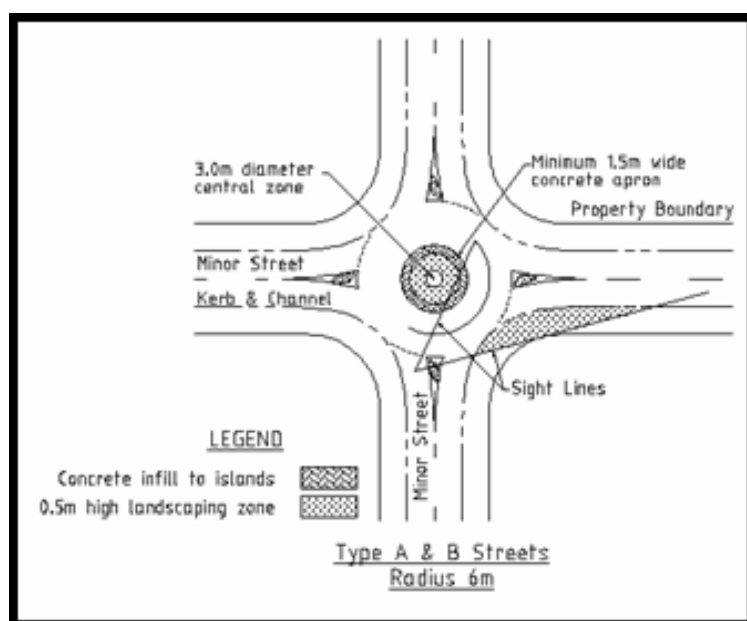 3.0m diameter
central zone
Minimum 1.5m wide
concrete apron
Property Boundary
Minor Street
Kerb & Channel
Sight Lines
Minor Street
LEGEND
Concrete infill to islands
0.5m high landscaping zone
Type A & B Streets
Radius 6m